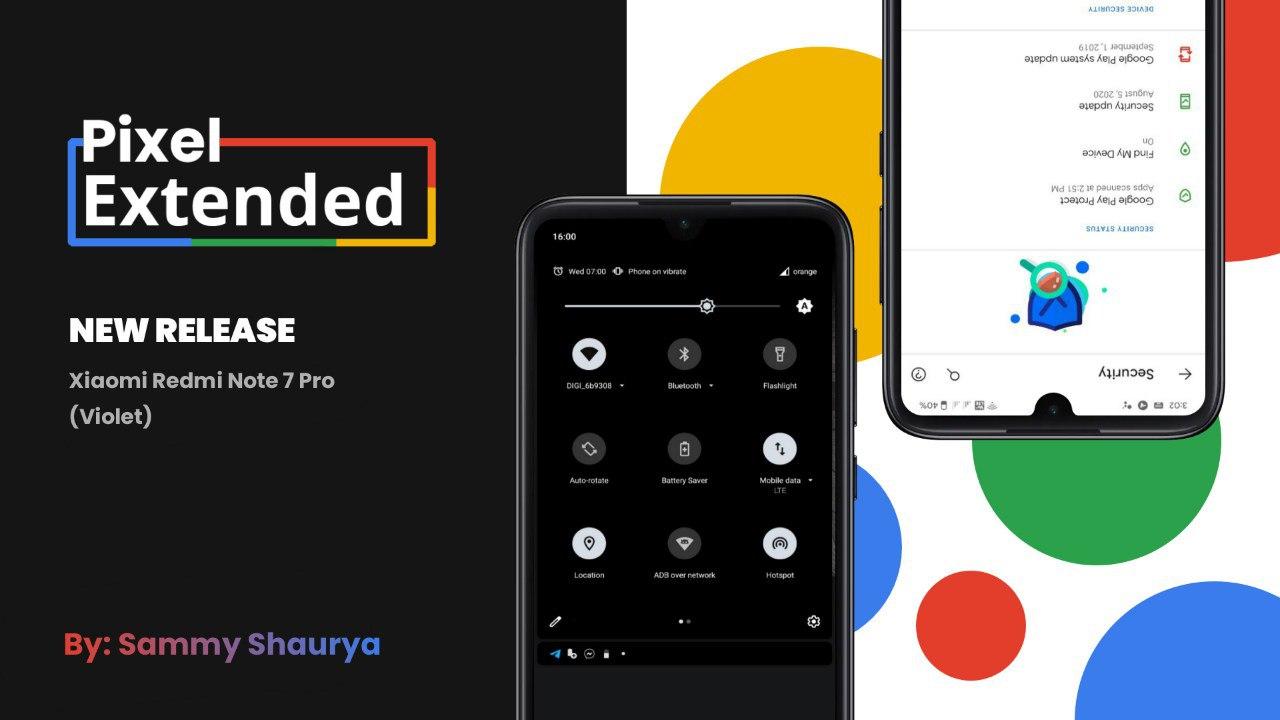 Pixel
Extended
NEW RELEASE
Xiaomi Redmi Note 7 Pro
(Violet)
By: Sammy Shaurya
16:00
Wed 07:00 Phone on vibrate orange
A
DIGI_6b9308 Bluetooth Flashlight
Auto-rotate Battery Saver Mobile data
LTE
Location ADB over network Hotspot
3:02 40%
Security
SECURITY STATUS
Google Play Protect
Apps scanned at 2:51 PM
Find My Device
On
Security update
August 5, 2020
Google Play system update
September 1, 2019
DEVICE SECURITY